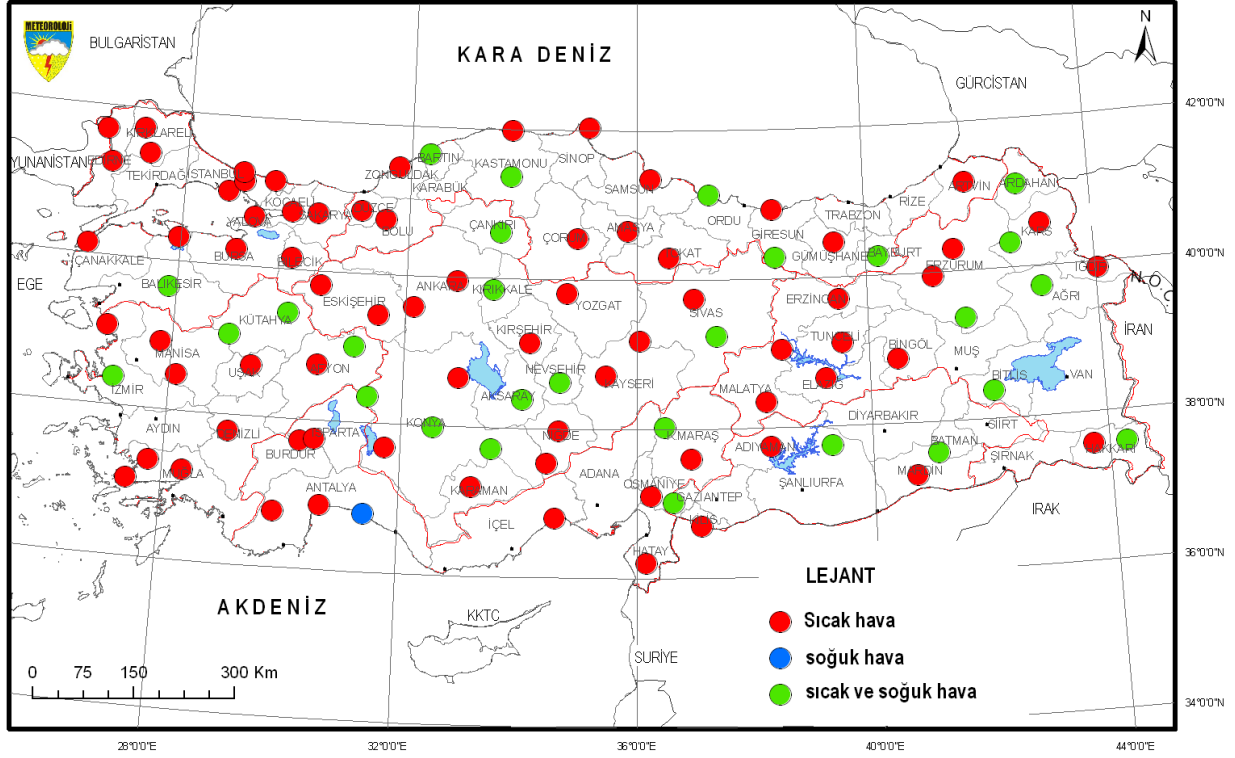 METEOROLOJİ
BULGARİSTAN
KARA DENİZ
N
GÜRCİSTAN
42°0'0"N
KIRKLARELİ
YUNANİSTAN
TEKİRDAĞ
İSTANBUL
ZONGULDAK
BARTIN
KARABÜK
KASTAMONU
SİNOP
SAMSUN
ORDU
GİRESUN
TRABZON
RİZE
ARTVİN
ARDAHAN
KOCAELİ
YALOVA
SAKARYA
DÜZCE
BOLU
ÇANKIRI
ÇORUM
AMASYA
TOKAT
GÜMÜŞHANE
BAYBURT
ERZURUM
KARS
IĞDIR
40°0'0"N
ÇANAKKALE
BURSA
BİLECİK
EGE
BALIKESİR
ESKİŞEHİR
ANKARA
KIRIKKALE
YOZGAT
SİVAS
ERZİNCAN
AĞRI
N.Ö.C.
KÜTAHYA
KIRŞEHİR
TUNCELİ
BİNGÖL
MUŞ
İRAN
MANİSA
UŞAK
AFYON
NEVŞEHİR
KAYSERİ
MALATYA
ELAZIĞ
BİTLİS
VAN
İZMİR
AKSARAY
DİYARBAKIR
38°0'0"N
AYDIN
DENİZLİ
ISPARTA
KONYA
NİĞDE
K.MARAŞ
ADIYAMAN
BATMAN
SİİRT
BURDUR
ŞIRNAK
HAKKARİ
MUĞLA
ANTALYA
KARAMAN
ADANA
OSMANİYE
GAZİANTEP
ŞANLIURFA
MARDİN
İÇEL
KİLİS
IRAK
HATAY
36°0'0"N
LEJANT
AKDENİZ
KKTC
Sıcak hava
SURİYE
soğuk hava
0 75 150 300 Km
sıcak ve soğuk hava
34°0'0"N
28°0'0"E 32°0'0"E 36°0'0"E 40°0'0"E 44°0'0"E